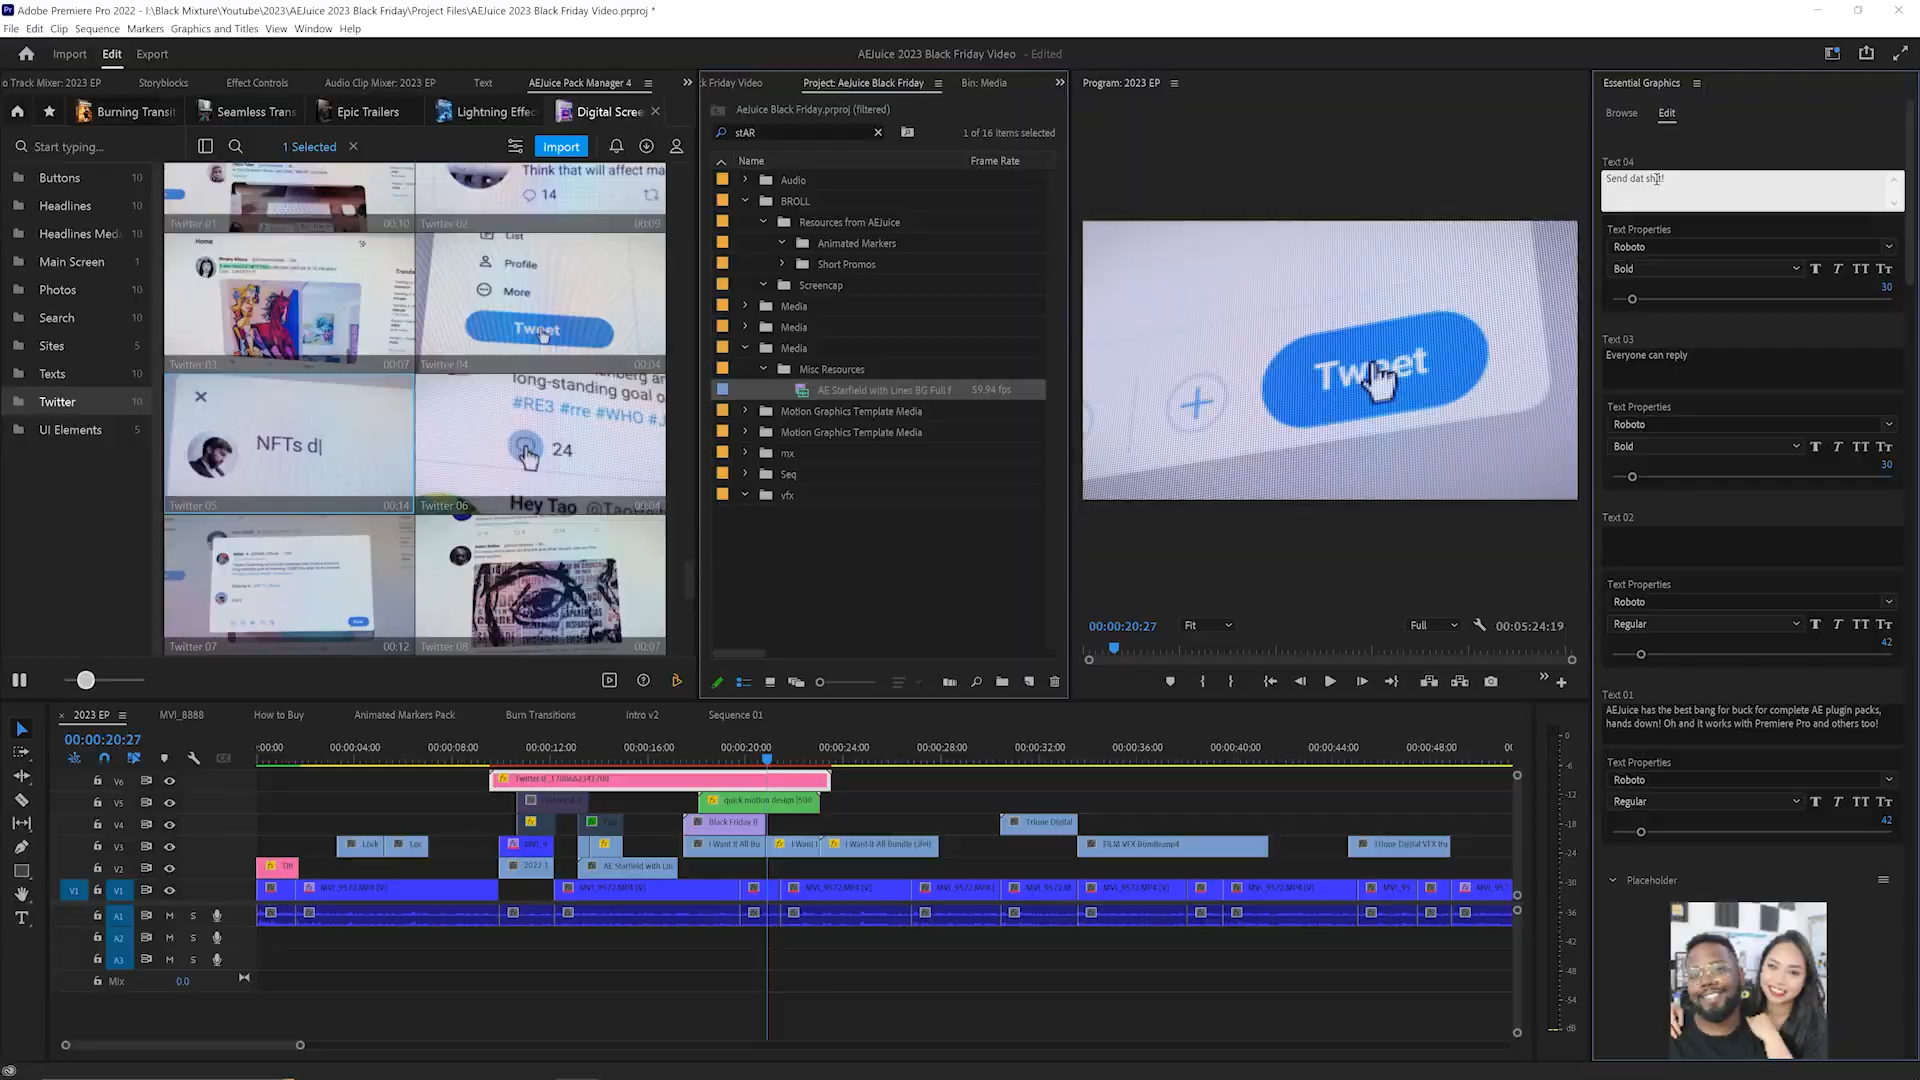 Adobe Premiere Pro 2022 - I:\Black Mixture\Youtube\2023\AEJuice 2023 Black Friday\Project Files\AEJuice 2023 Black Friday Video.prproj *
File Edit Clip Sequence Markers Graphics and Titles View Window Help
Import Edit Export
AEJuice 2023 Black Friday Video - Edited
o Track Mixer: 2023 EP Storyblocks Effect Controls Audio Clip Mixer: 2023 EP Text AEJuice Pack Manager 4
Burning Transit Seamless Trans Epic Trailers Lightning Effec Digital Scree
Start typing... 1 Selected Import
Buttons 10
Headlines 10
Headlines Med 10
Main Screen 1
Photos 10
Search 10
Sites 5
Texts 10
Twitter 10
UI Elements 5
Think that will affect ma
14
Twitter 01 00:10
Twitter 02 00:09
Home
Twitter 03 00:07
List
Profile
More
Tweet
Twitter 04 00:04
NFTs d|
Twitter 05 00:14
long-standing goal o
#RE3 #rre #WHO
24
Hey Tao
Twitter 06 00:04
Twitter 07 00:12
Twitter 08 00:07
k Friday Video Project: AeJuice Black Friday Bin: Media
AeJuice Black Friday.prproj (filtered)
stAR
1 of 16 items selected
Name Frame Rate
Audio
BROLL
Resources from AEJuice
Animated Markers
Short Promos
Screencap
Media
Media
Media
Misc Resources
AE Starfield with Lines BG Full f 59.94 fps
Motion Graphics Template Media
Motion Graphics Template Media
mx
Seq
vfx
Program: 2023 EP
Tweet
00:00:20:27 Fit Full 00:05:24:19
Essential Graphics
Browse Edit
Text 04
Send dat shit!
Text Properties
Roboto
Bold
30
Text 03
Everyone can reply
Text Properties
Roboto
Bold
30
Text 02
Text Properties
Roboto
Regular
42
Text 01
AEJuice has the best bang for buck for complete AE plugin packs,
hands down! Oh and it works with Premiere Pro and others too!
Text Properties
Roboto
Regular
42
Placeholder
2023 EP MVI_8888 How to Buy Animated Markers Pack Burn Transitions Intro v2 Sequence 01
00:00:20:27
:00:00 00:00:04:00 00:00:08:00 00:00:12:00 00:00:16:00 00:00:20:00 00:00:24:00 00:00:28:00 00:00:32:00 00:00:36:00 00:00:40:00 00:00:44:00 00:00:48:00 00
V6
V5 quick motion design [500
V4 Black Friday B Triune Digital
V3 Lock MVI_9 I Want It All Bu I Want I I Want It All Bundle Lifeti FILM VFX Bundle.mp4 Triune Digital VFX Bu
V2 2022-1 AE Starfield with Lin
V1 V1 MVI_9572.MP4 [V] MVI_9572.MP4 [V] MVI_9572.MP4 [V] MVI_9572.MP4 [ MVI_9572.M MVI_9572.MP4 [V] MVI_9572.MP4 [V] MVI_95 MVI_957
A1 M S
A2 M S
A3 M S
Mix 0.0
0
-6
-12
-18
-24
-30
-36
-42
-48
-54
dB